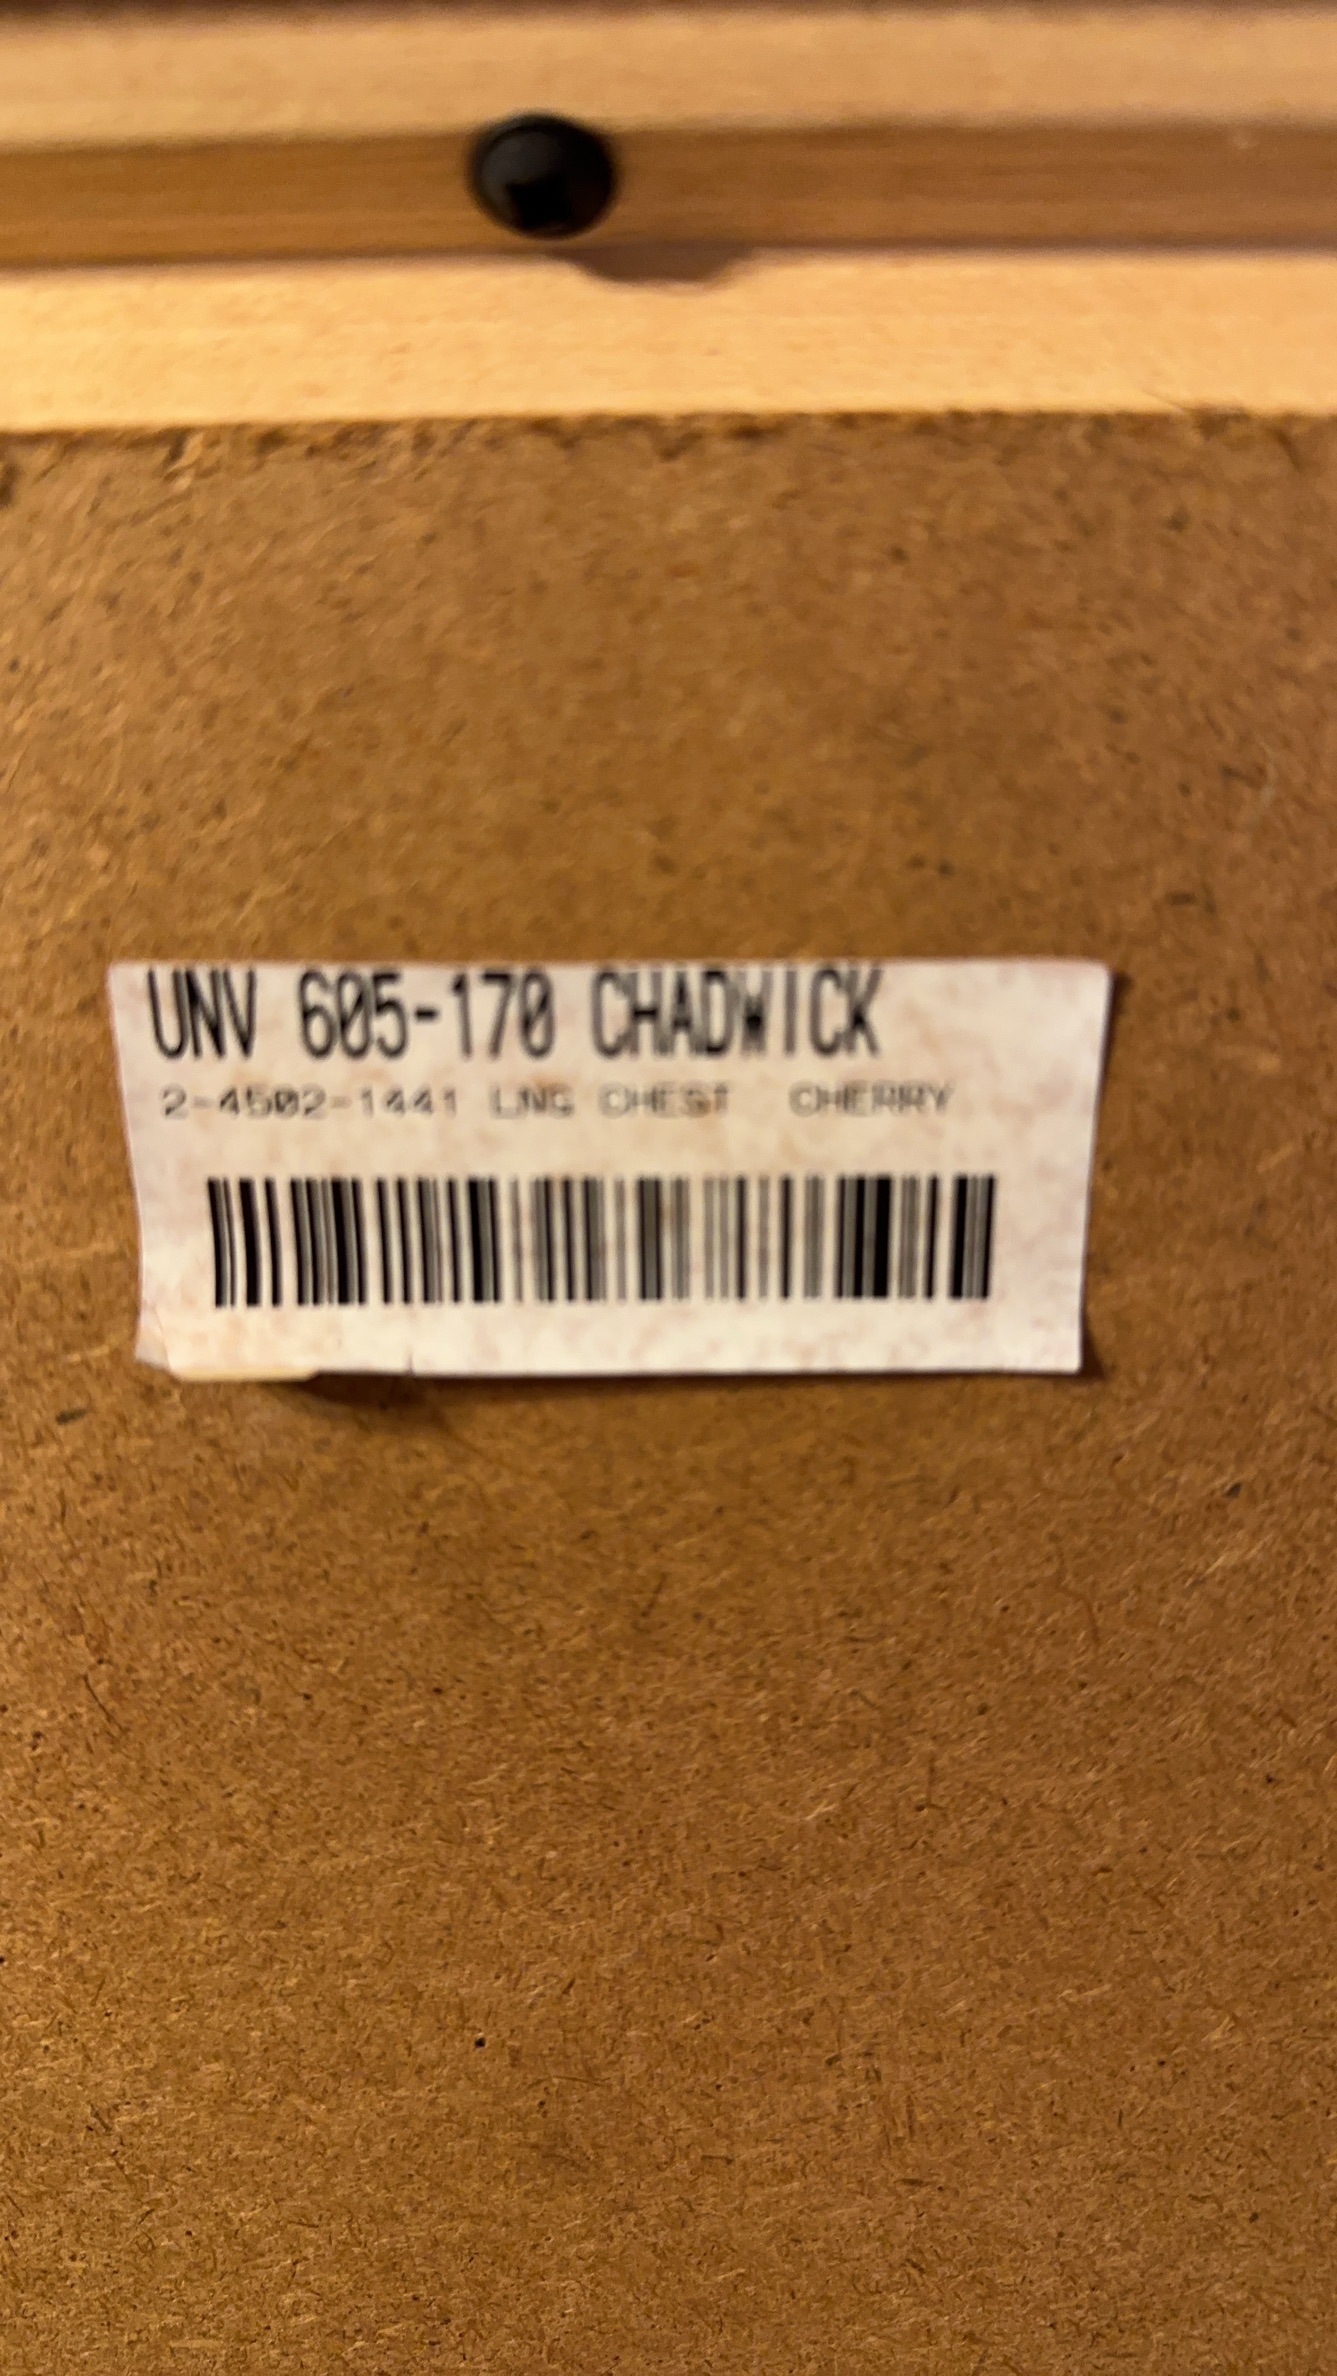 UNV 605-170 CHADWICK
2-4502-1441 LNG CHEST CHERRY